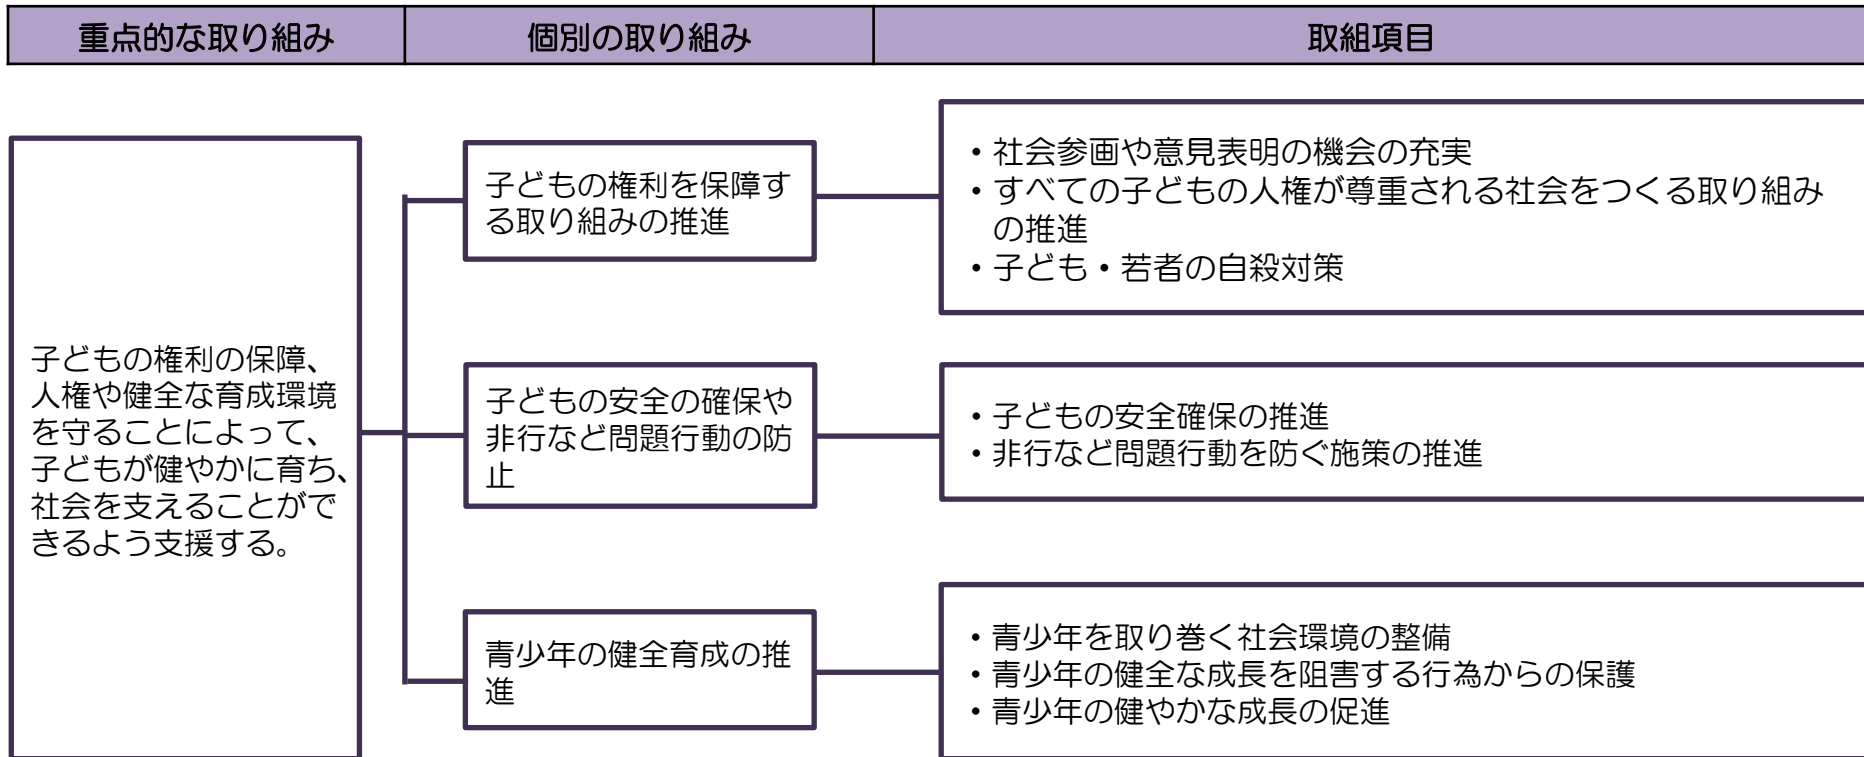 重点的な取り組み
個別の取り組み
取組項目
子どもの権利の保障、
人権や健全な育成環境
を守ることによって、
子どもが健やかに育ち、
社会を支えることがで
きるよう支援する。
子どもの権利を保障す
る取り組みの推進
・社会参画や意見表明の機会の充実
・すべての子どもの人権が尊重される社会をつくる取り組み
の推進
・子ども・若者の自殺対策
子どもの安全の確保や
非行など問題行動の防
止
・子どもの安全確保の推進
・非行など問題行動を防ぐ施策の推進
青少年の健全育成の推
進
・青少年を取り巻く社会環境の整備
・青少年の健全な成長を阻害する行為からの保護
・青少年の健やかな成長の促進